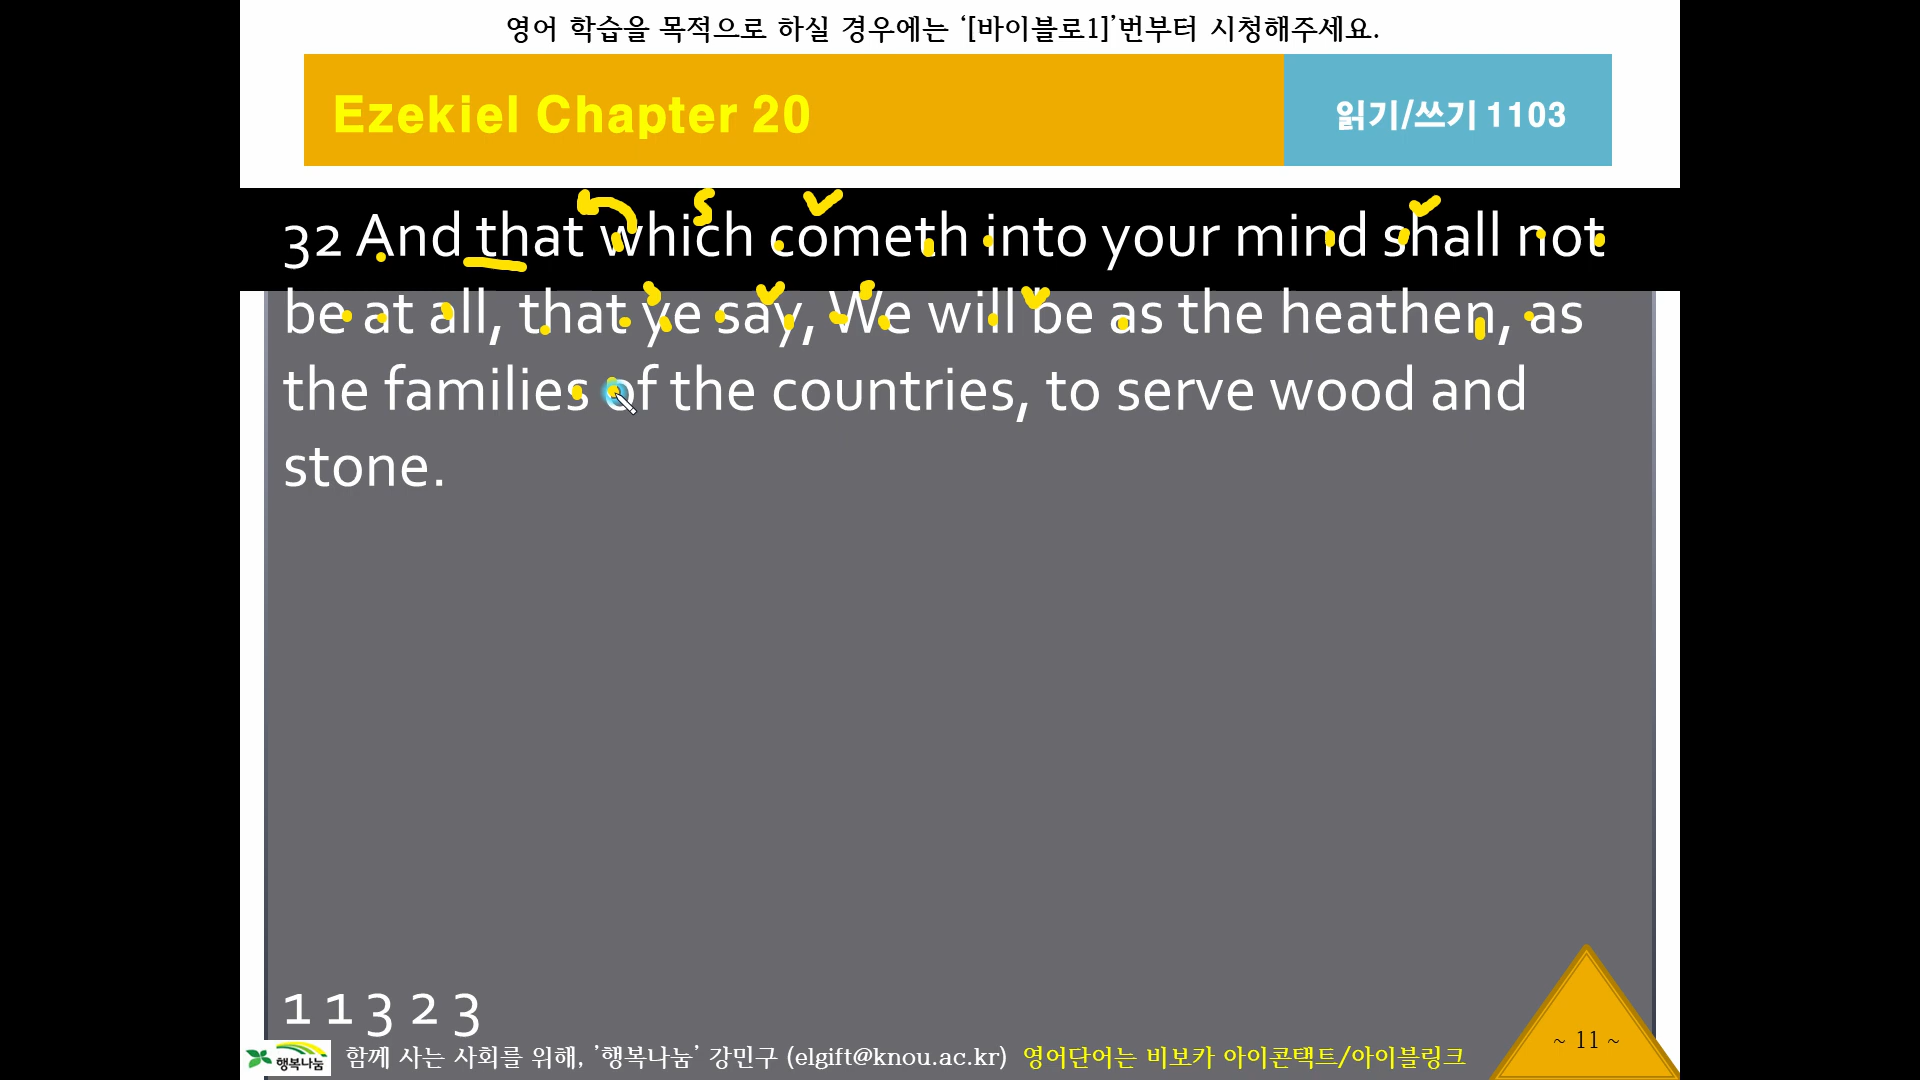 영어 학습을 목적으로 하실 경우에는 ‘[바이블로1]’번부터 시청해주세요.
Ezekiel Chapter 20
읽기/쓰기 1103
32 And that which cometh into your mind shall not
be at all, that ye say, We will be as the heathen, as
the families of the countries, to serve wood and
stone.
1 1 3 2 3
행복나눔
함께 사는 사회를 위해, ’행복나눔’ 강민구 (elgift@knou.ac.kr) 영어단어는 비보카 아이콘택트/아이블링크
~ 11 ~